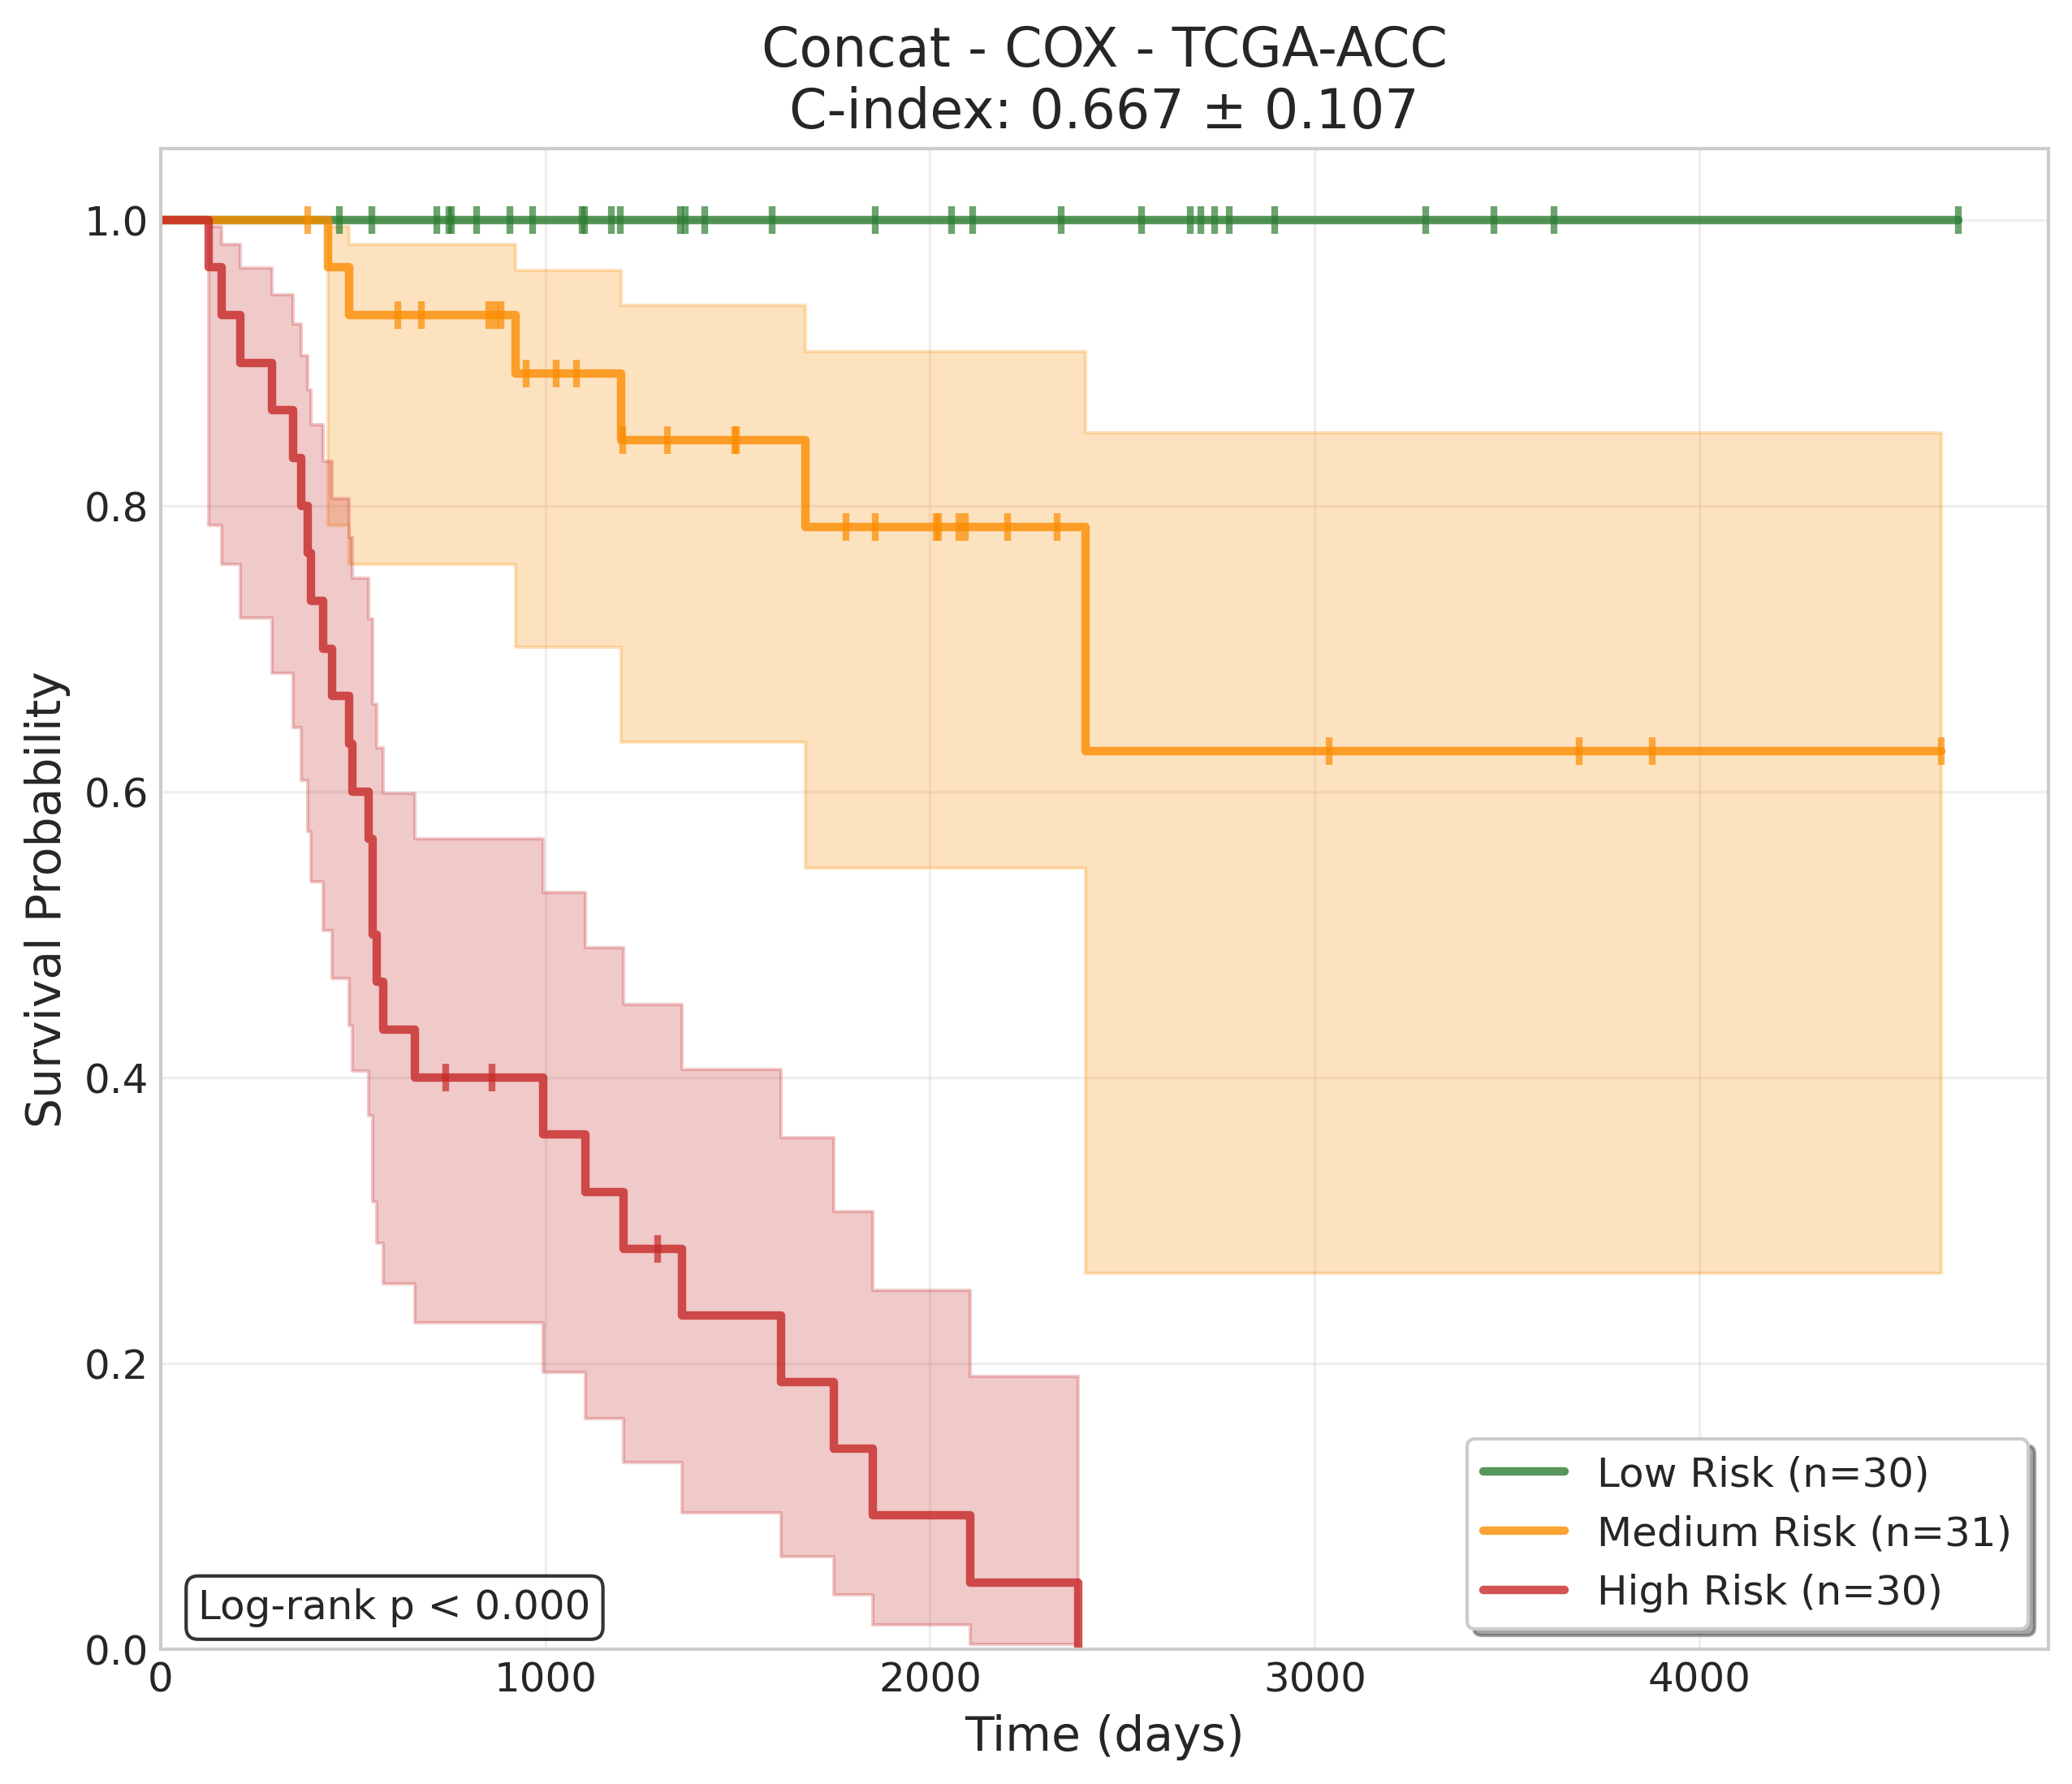 Concat - COX - TCGA-ACC
C-index: 0.667 ± 0.107
Survival Probability
1.0
0.8
0.6
0.4
0.2
0.0
0
1000
2000
3000
4000
Time (days)
Log-rank p < 0.000
Low Risk (n=30)
Medium Risk (n=31)
High Risk (n=30)